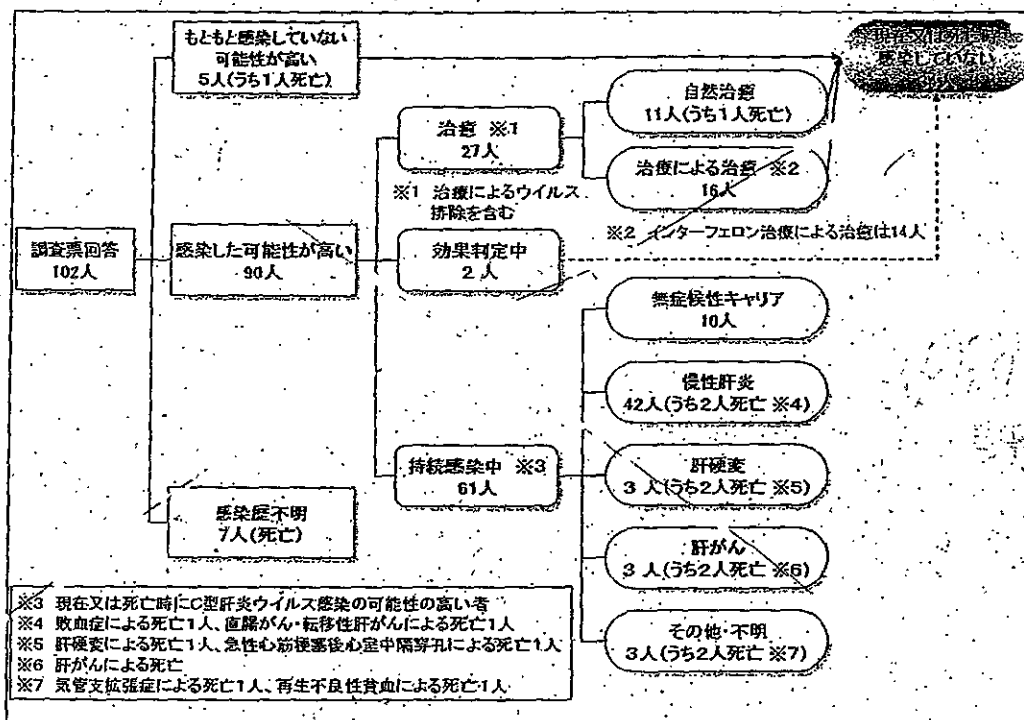 もともと感染していない
可能性が高い
5人(うち1人死亡)
感染していない
自然治癒
11人(うち1人死亡)
治癒 ※1
27人
治療による治癒 ※2
16人
※1 治療によるウイルス
排除を含む
※2 インターフェロン治療による治癒は14人
調査票回答
102人
感染した可能性が高い
90人
効果判定中
2人
無症候性キャリア
10人
慢性肝炎
42人(うち2人死亡 ※4)
持続感染中 ※3
61人
肝硬変
3人(うち2人死亡 ※5)
感染歴不明
7人(死亡)
肝がん
3人(うち2人死亡 ※6)
その他・不明
3人(うち2人死亡 ※7)
※3 現在又は死亡時にC型肝炎ウイルス感染の可能性の高い者
※4 敗血症による死亡1人、直腸がん・転移性肝がんによる死亡1人
※5 肝硬変による死亡1人、急性心筋梗塞後心室中隔穿孔による死亡1人
※6 肝がんによる死亡
※7 気管支拡張症による死亡1人、再生不良性貧血による死亡1人